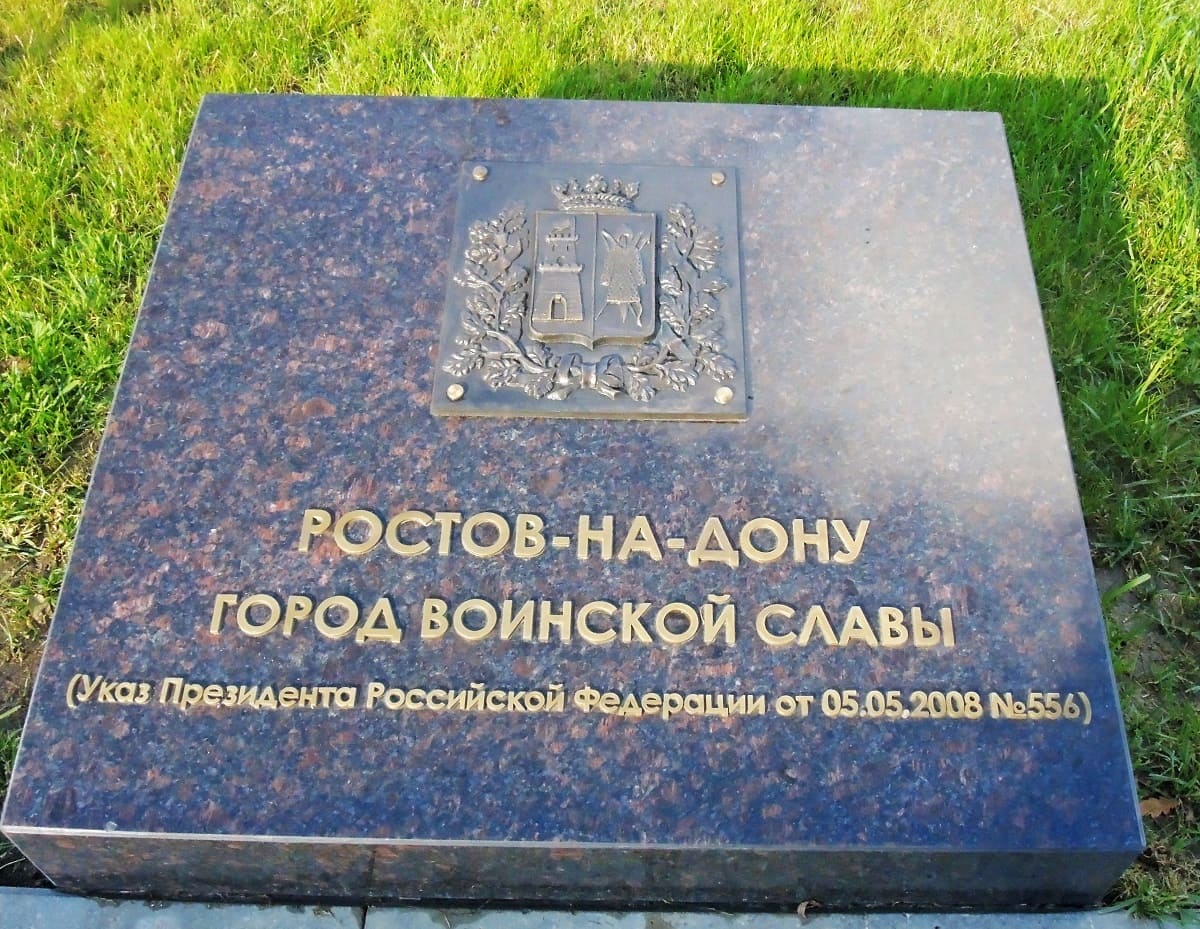 РОСТОВ-НА-ДОНУ
ГОРОД ВОИНСКОЙ СЛАВЫ
(Указ Президента Российской Федерации от 05.05.2008 №556)